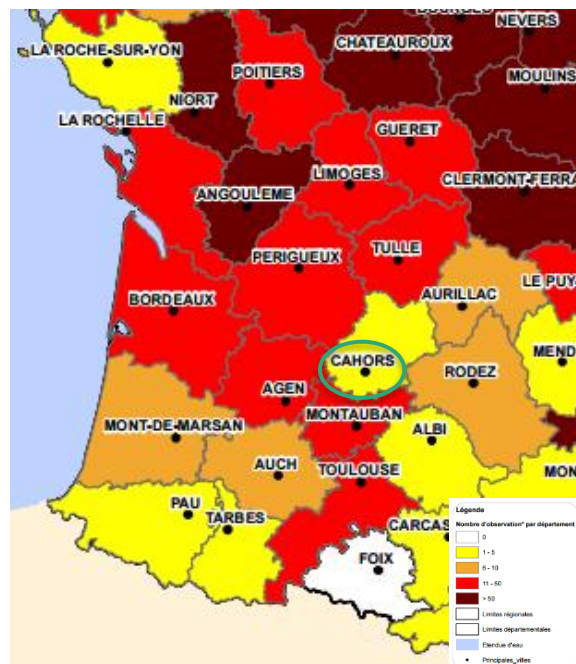 NEVERS
CHATEAUROUX
LA ROCHE-SUR-YON
POITIERS
MOULINS
NIORT
LA ROCHELLE
GUERET
LIMOGES
CLERMONT-FERRA
ANGOULEME
TULLE
PERIGUEUX
LE PUY-
BORDEAUX
AURILLAC
CAHORS
MEND
RODEZ
AGEN
MONTAUBAN
MONT-DE-MARSAN
ALBI
AUCH
TOULOUSE
MON
PAU
TARBES
CARCAS
FOIX
Légende
Nombre d'observation* par département
0
1 - 5
6 - 10
11 - 50
> 50
Limites régionales
Limites départementales
Etendue d'eau
Principales_villes